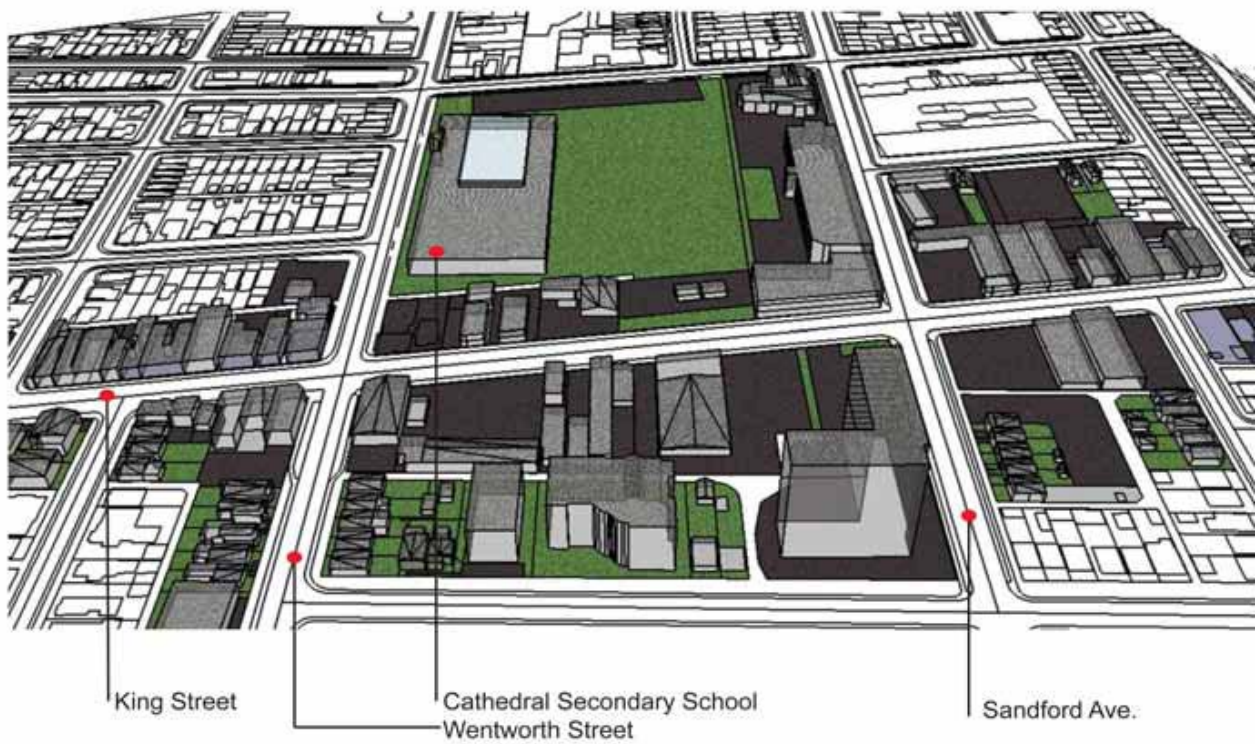 King Street
Cathedral Secondary School
Wentworth Street
Sandford Ave.